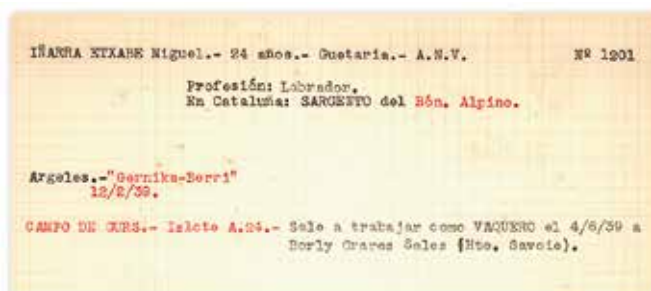 IÑARRA ETXABE Miguel.- 24 años.- Guetaria.- A.N.V. Nº 1201
Profesión: Labrador.
En Cataluña: SARGENTO del Bón. Alpino.
Argeles.-"Gernika-Berri"
12/2/39.
CAMPO DE GURS.- Islote A.24.- Sale a trabajar como VAQUERO el 4/6/39 a
Borly Grares Sales (Hte. Savoie).